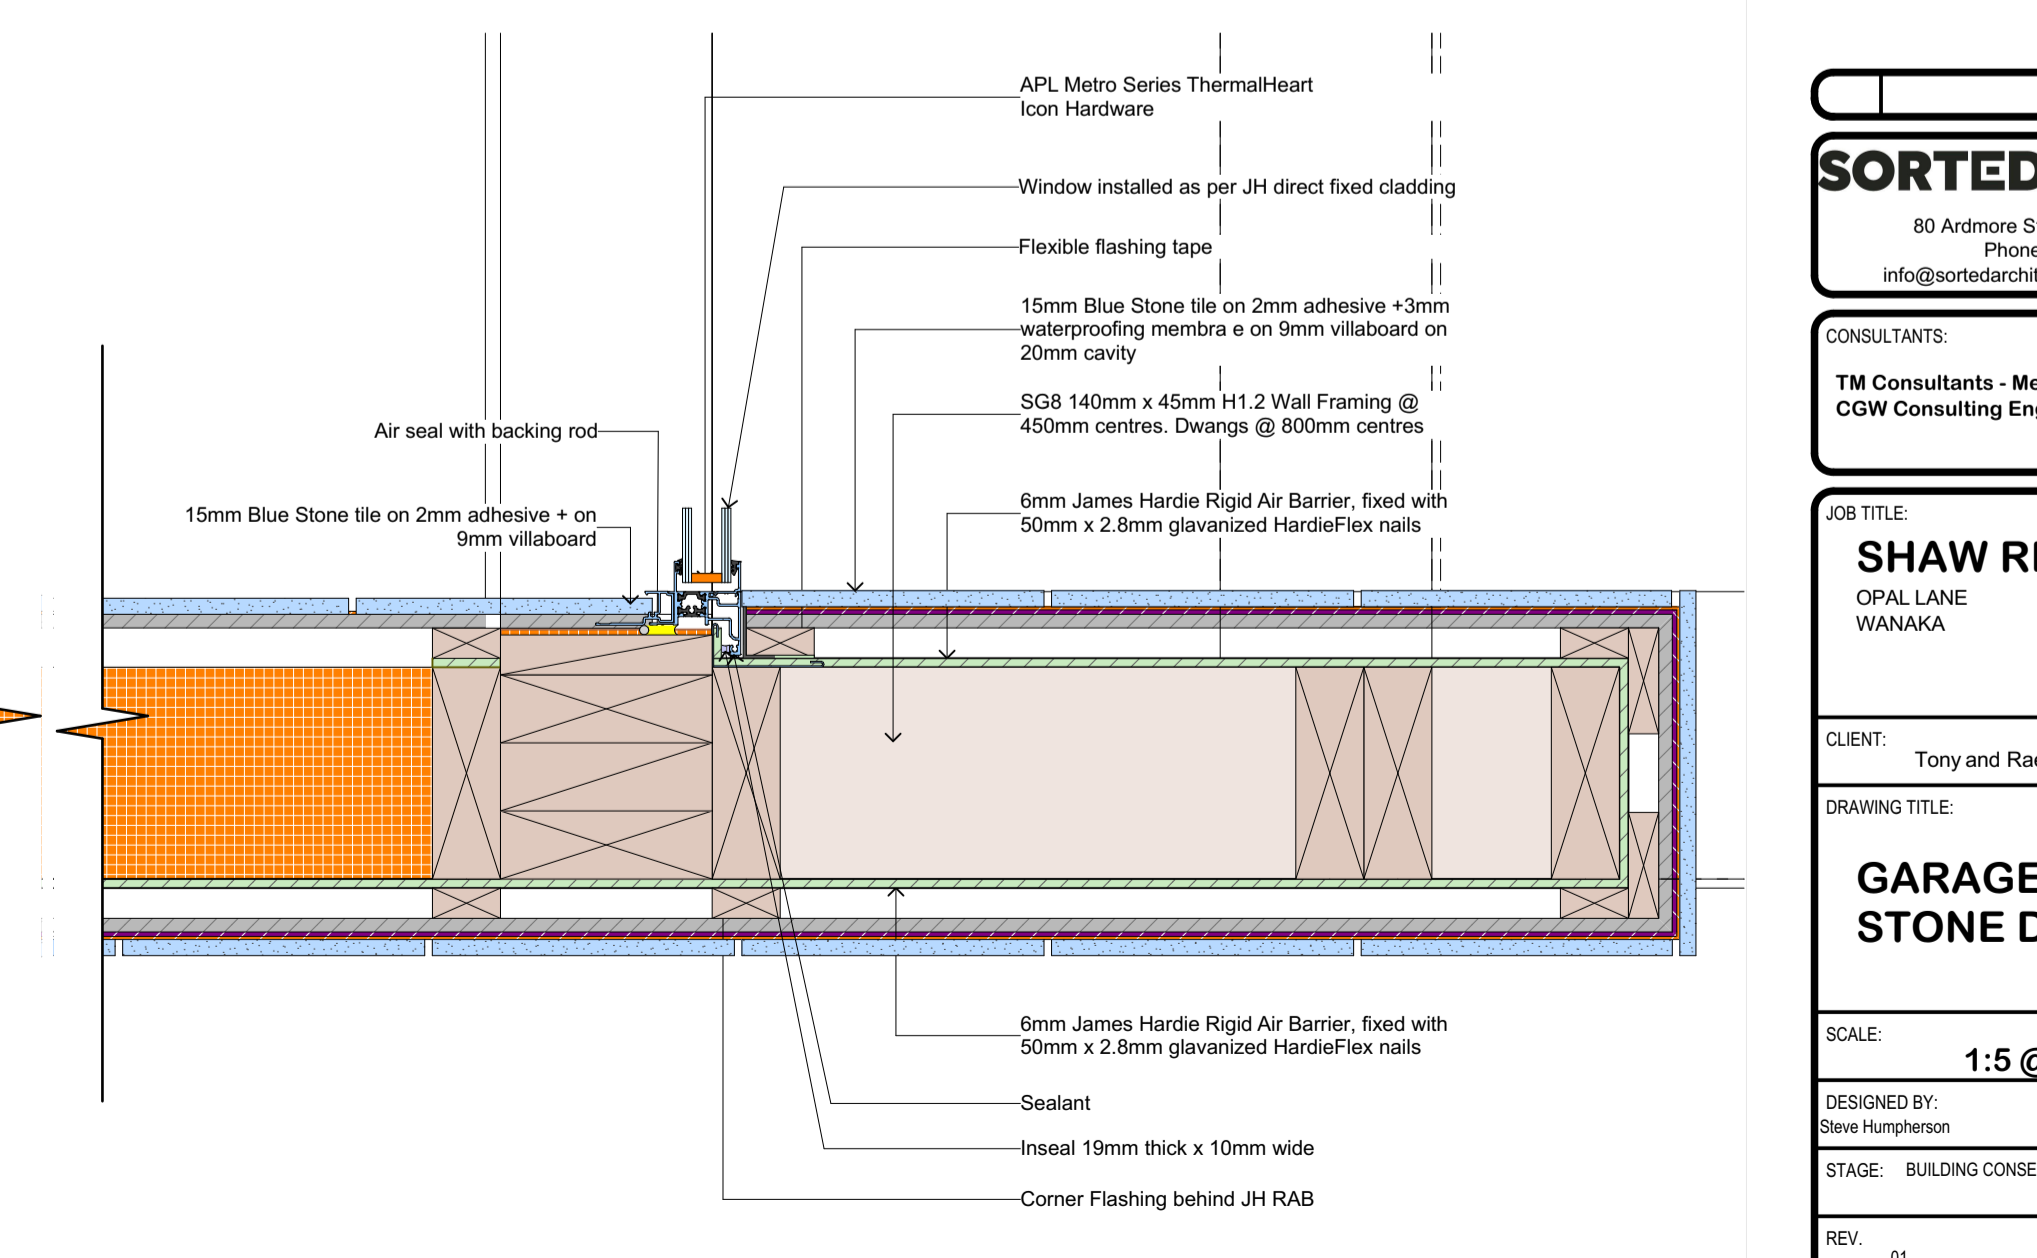 APL Metro Series ThermalHeart
Icon Hardware
Window installed as per JH direct fixed cladding
Flexible flashing tape
15mm Blue Stone tile on 2mm adhesive +3mm
waterproofing membra e on 9mm villaboard on
20mm cavity
SG8 140mm x 45mm H1.2 Wall Framing @
450mm centres. Dwangs @ 800mm centres
Air seal with backing rod
15mm Blue Stone tile on 2mm adhesive + on
9mm villaboard
6mm James Hardie Rigid Air Barrier, fixed with
50mm x 2.8mm glavanized HardieFlex nails
6mm James Hardie Rigid Air Barrier, fixed with
50mm x 2.8mm glavanized HardieFlex nails
Sealant
Inseal 19mm thick x 10mm wide
Corner Flashing behind JH RAB
SORTED
80 Ardmore S
Phone
info@sortedarchit
CONSULTANTS:
TM Consultants - Me
CGW Consulting En
JOB TITLE:
SHAW R
OPAL LANE
WANAKA
CLIENT:
Tony and Rae
DRAWING TITLE:
GARAGE
STONE D
SCALE:
1:5 @
DESIGNED BY:
Steve Humpherson
STAGE: BUILDING CONSE
REV.
01